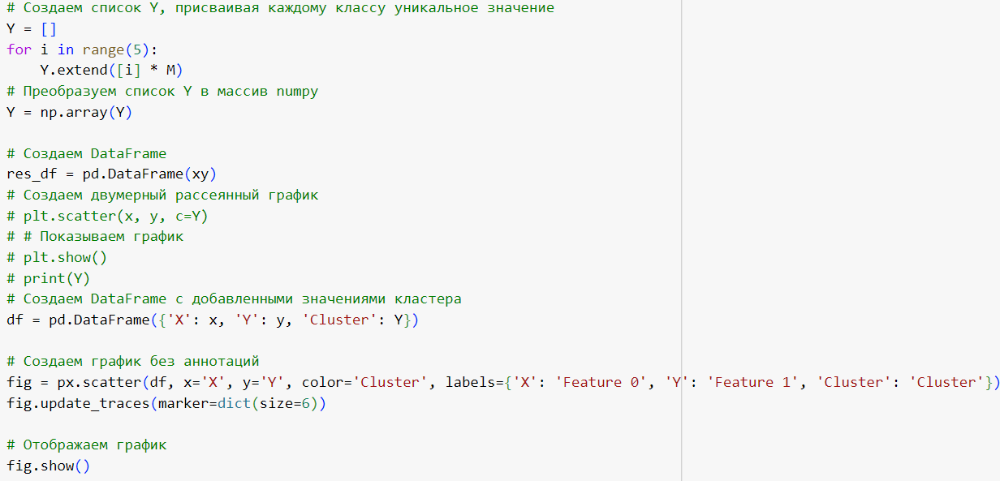 # Создаем список Y, присваивая каждому классу уникальное значение
Y = []
for i in range(5):
    Y.extend([i] * M)
# Преобразуем список Y в массив numpy
Y = np.array(Y)

# Создаем DataFrame
res_df = pd.DataFrame(xy)
# Создаем двумерный рассеянный график
# plt.scatter(x, y, c=Y)
# # Показываем график
# plt.show()
# print(Y)
# Создаем DataFrame с добавленными значениями кластера
df = pd.DataFrame({'X': x, 'Y': y, 'Cluster': Y})

# Создаем график без аннотаций
fig = px.scatter(df, x='X', y='Y', color='Cluster', labels={'X': 'Feature 0', 'Y': 'Feature 1', 'Cluster': 'Cluster'})
fig.update_traces(marker=dict(size=6))

# Отображаем график
fig.show()